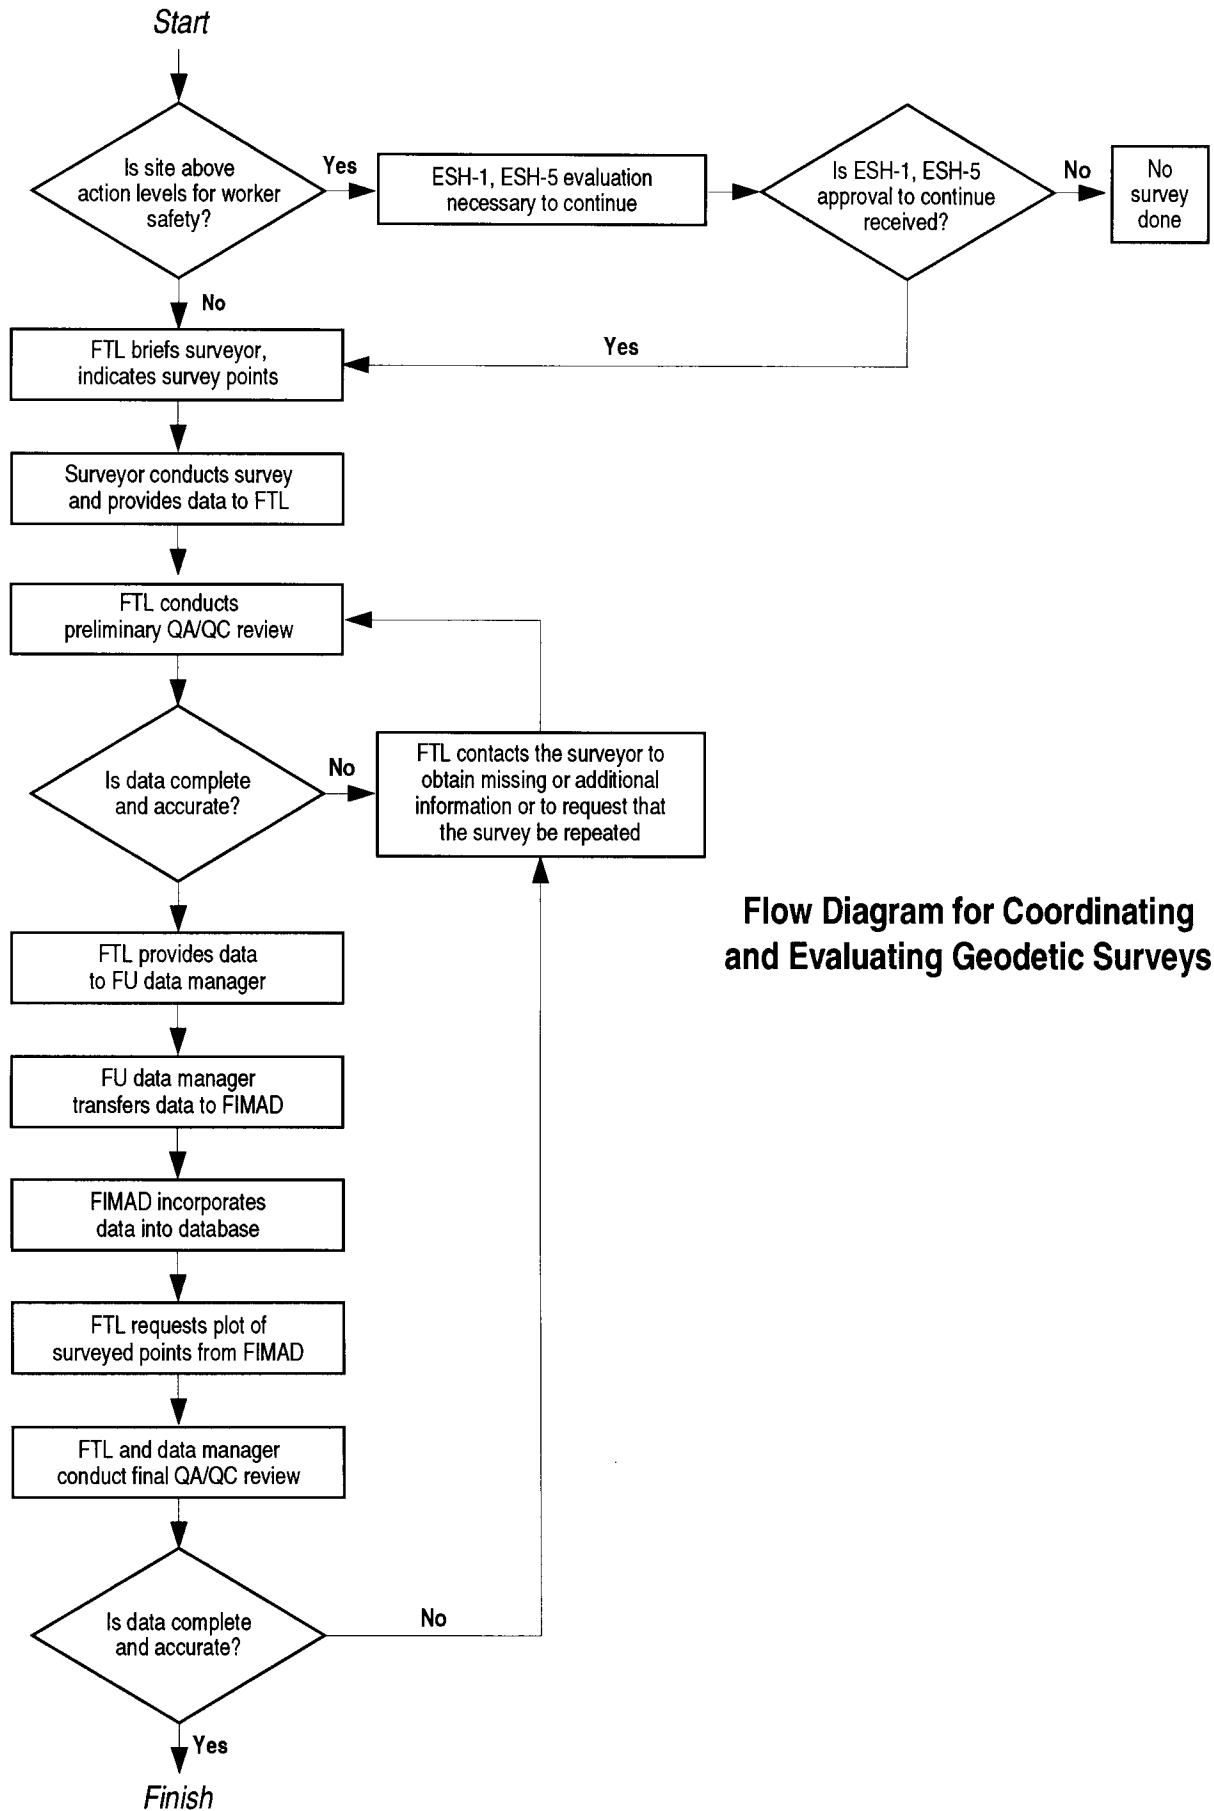 Start
Is site above
action levels for worker
safety?
Yes
ESH-1, ESH-5 evaluation
necessary to continue
Is ESH-1, ESH-5
approval to continue
received?
No
No
survey
done
No
FTL briefs surveyor,
indicates survey points
Yes
Surveyor conducts survey
and provides data to FTL
FTL conducts
preliminary QA/QC review
Is data complete
and accurate?
No
FTL contacts the surveyor to
obtain missing or additional
information or to request that
the survey be repeated
Flow Diagram for Coordinating
and Evaluating Geodetic Surveys
FTL provides data
to FU data manager
FU data manager
transfers data to FIMAD
FIMAD incorporates
data into database
FTL requests plot of
surveyed points from FIMAD
FTL and data manager
conduct final QA/QC review
Is data complete
and accurate?
No
Yes
Finish